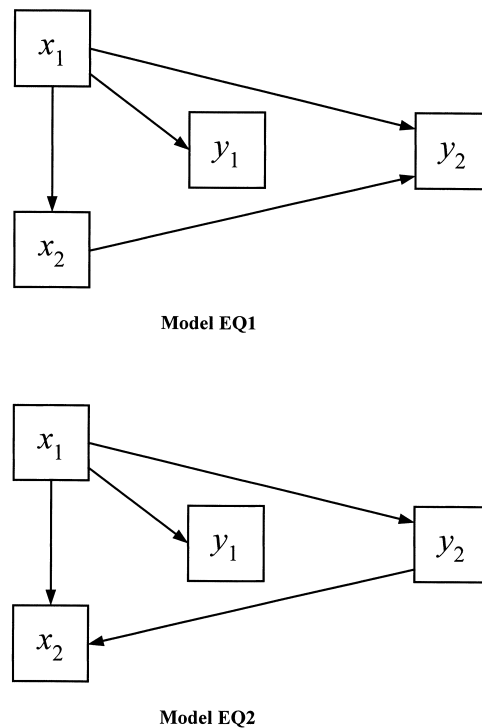 x₁
y₁
y₂
x₂
Model EQ1
x₁
y₁
y₂
x₂
Model EQ2